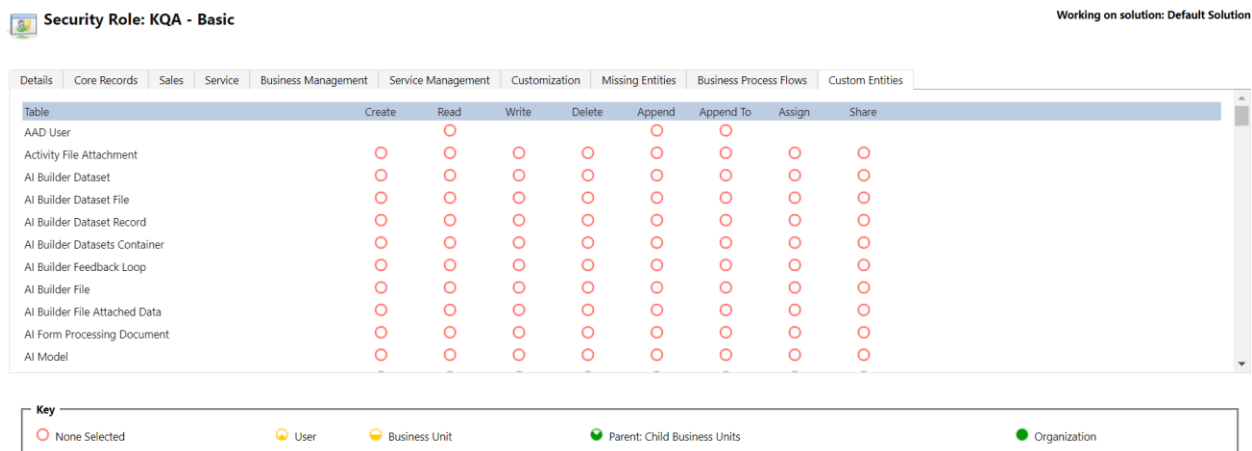 Security Role: KQA - Basic
Working on solution: Default Solution
Details Core Records Sales Service Business Management Service Management Customization Missing Entities Business Process Flows Custom Entities
Table Create Read Write Delete Append Append To Assign Share
AAD User
Activity File Attachment
AI Builder Dataset
AI Builder Dataset File
AI Builder Dataset Record
AI Builder Datasets Container
AI Builder Feedback Loop
AI Builder File
AI Builder File Attached Data
AI Form Processing Document
AI Model
Key
None Selected User Business Unit Parent: Child Business Units Organization